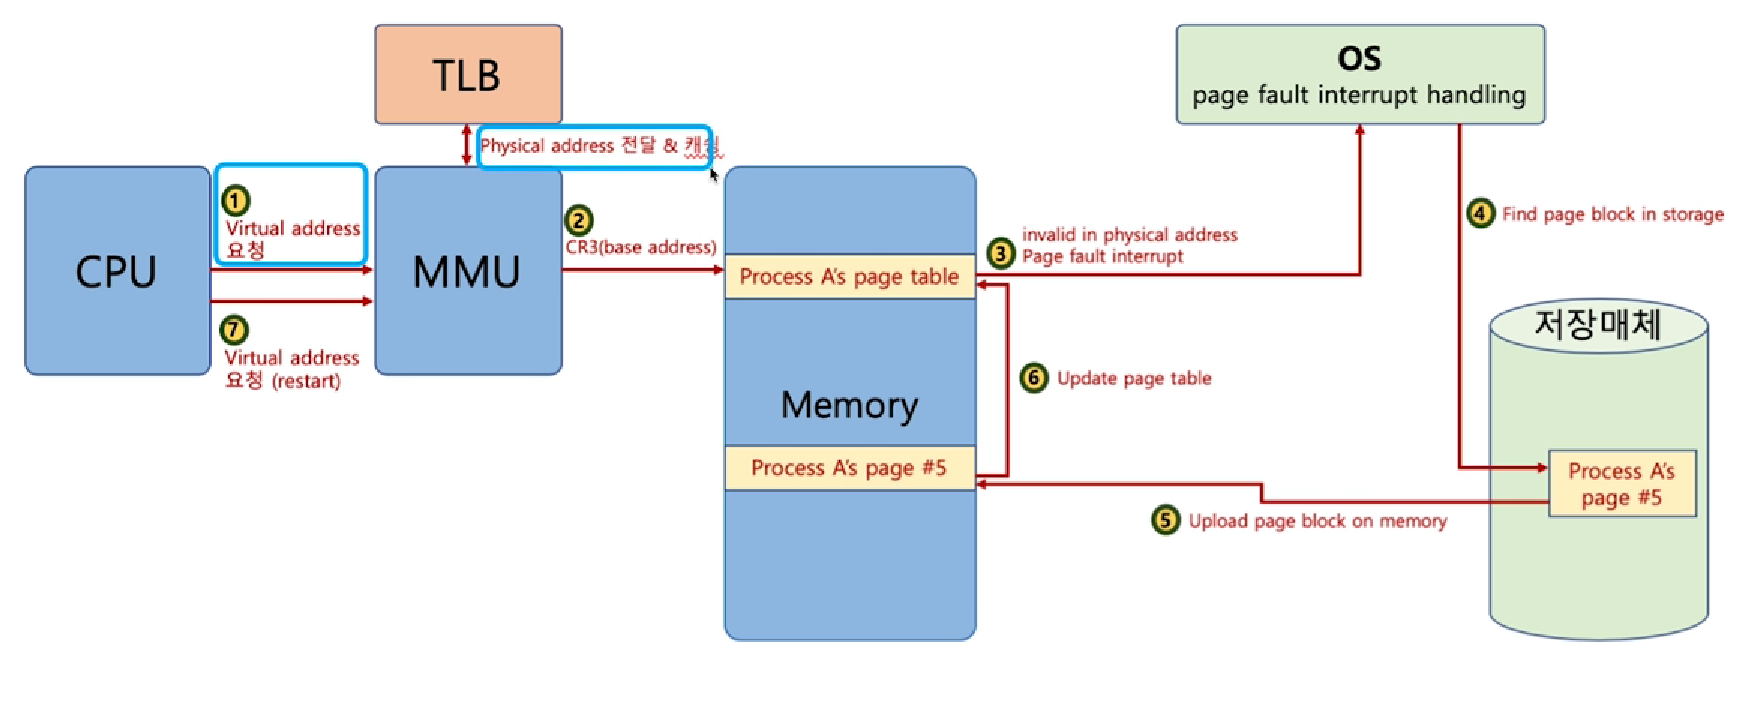 TLB
OS
page fault interrupt handling
Physical address 전달 &
1
Virtual address
요청
2
CR3(base address)
CPU
MMU
7
Virtual address
요청 (restart)
Process A's page table
Memory
Process A's page #5
3
invalid in physical address
Page fault interrupt
4
Find page block in storage
6
Update page table
5
Upload page block on memory
저장매체
Process A's
page #5